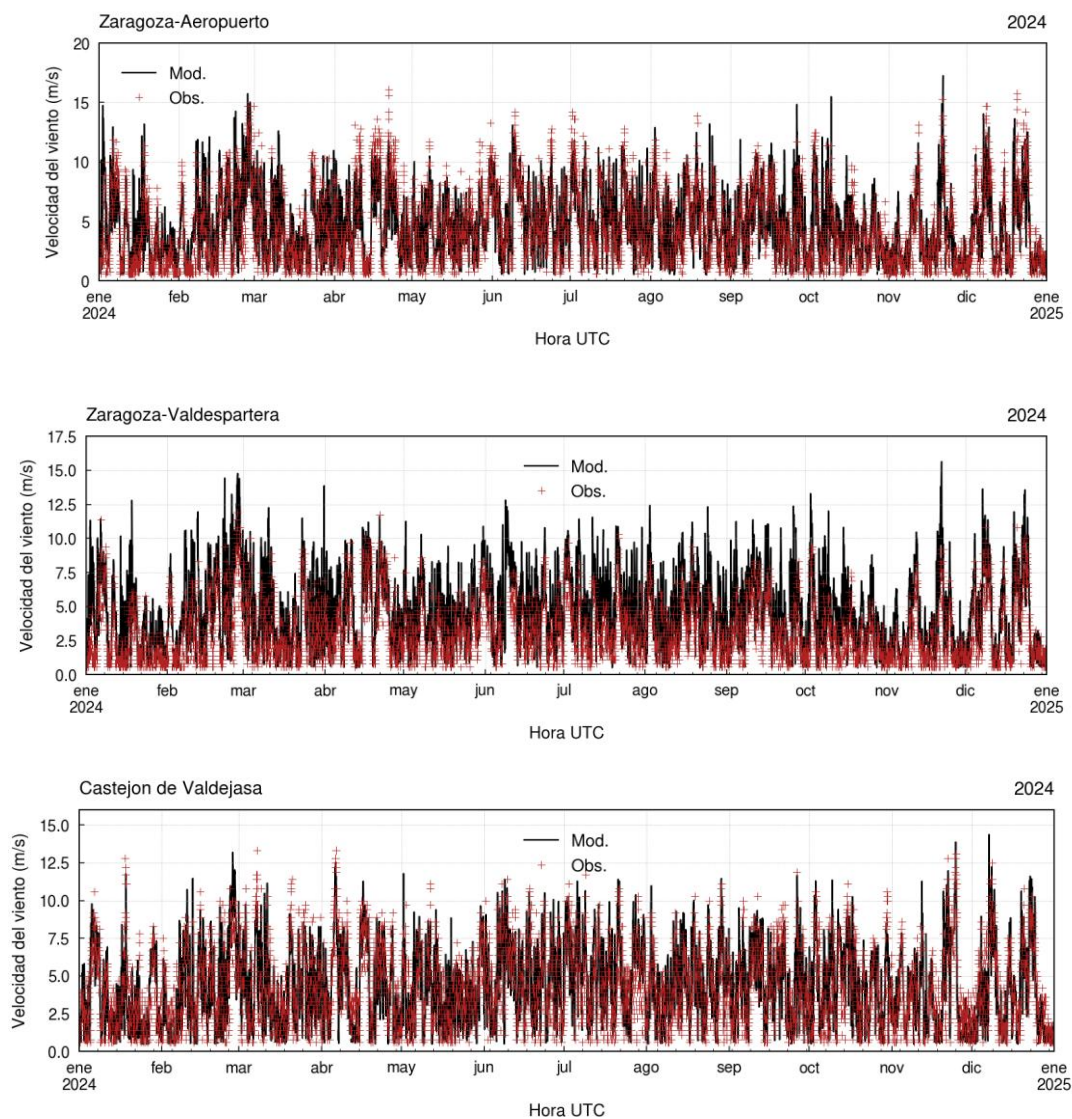 Zaragoza-Aeropuerto 2024
Velocidad del viento (m/s)
20
15
10
5
0
Mod.
Obs.
ene feb mar abr may jun jul ago sep oct nov dic ene
2024 2025
Hora UTC
Zaragoza-Valdespartera 2024
Velocidad del viento (m/s)
17.5
15.0
12.5
10.0
7.5
5.0
2.5
0.0
Mod.
Obs.
ene feb mar abr may jun jul ago sep oct nov dic ene
2024 2025
Hora UTC
Castejon de Valdejasa 2024
Velocidad del viento (m/s)
15.0
12.5
10.0
7.5
5.0
2.5
0.0
Mod.
Obs.
ene feb mar abr may jun jul ago sep oct nov dic ene
2024 2025
Hora UTC